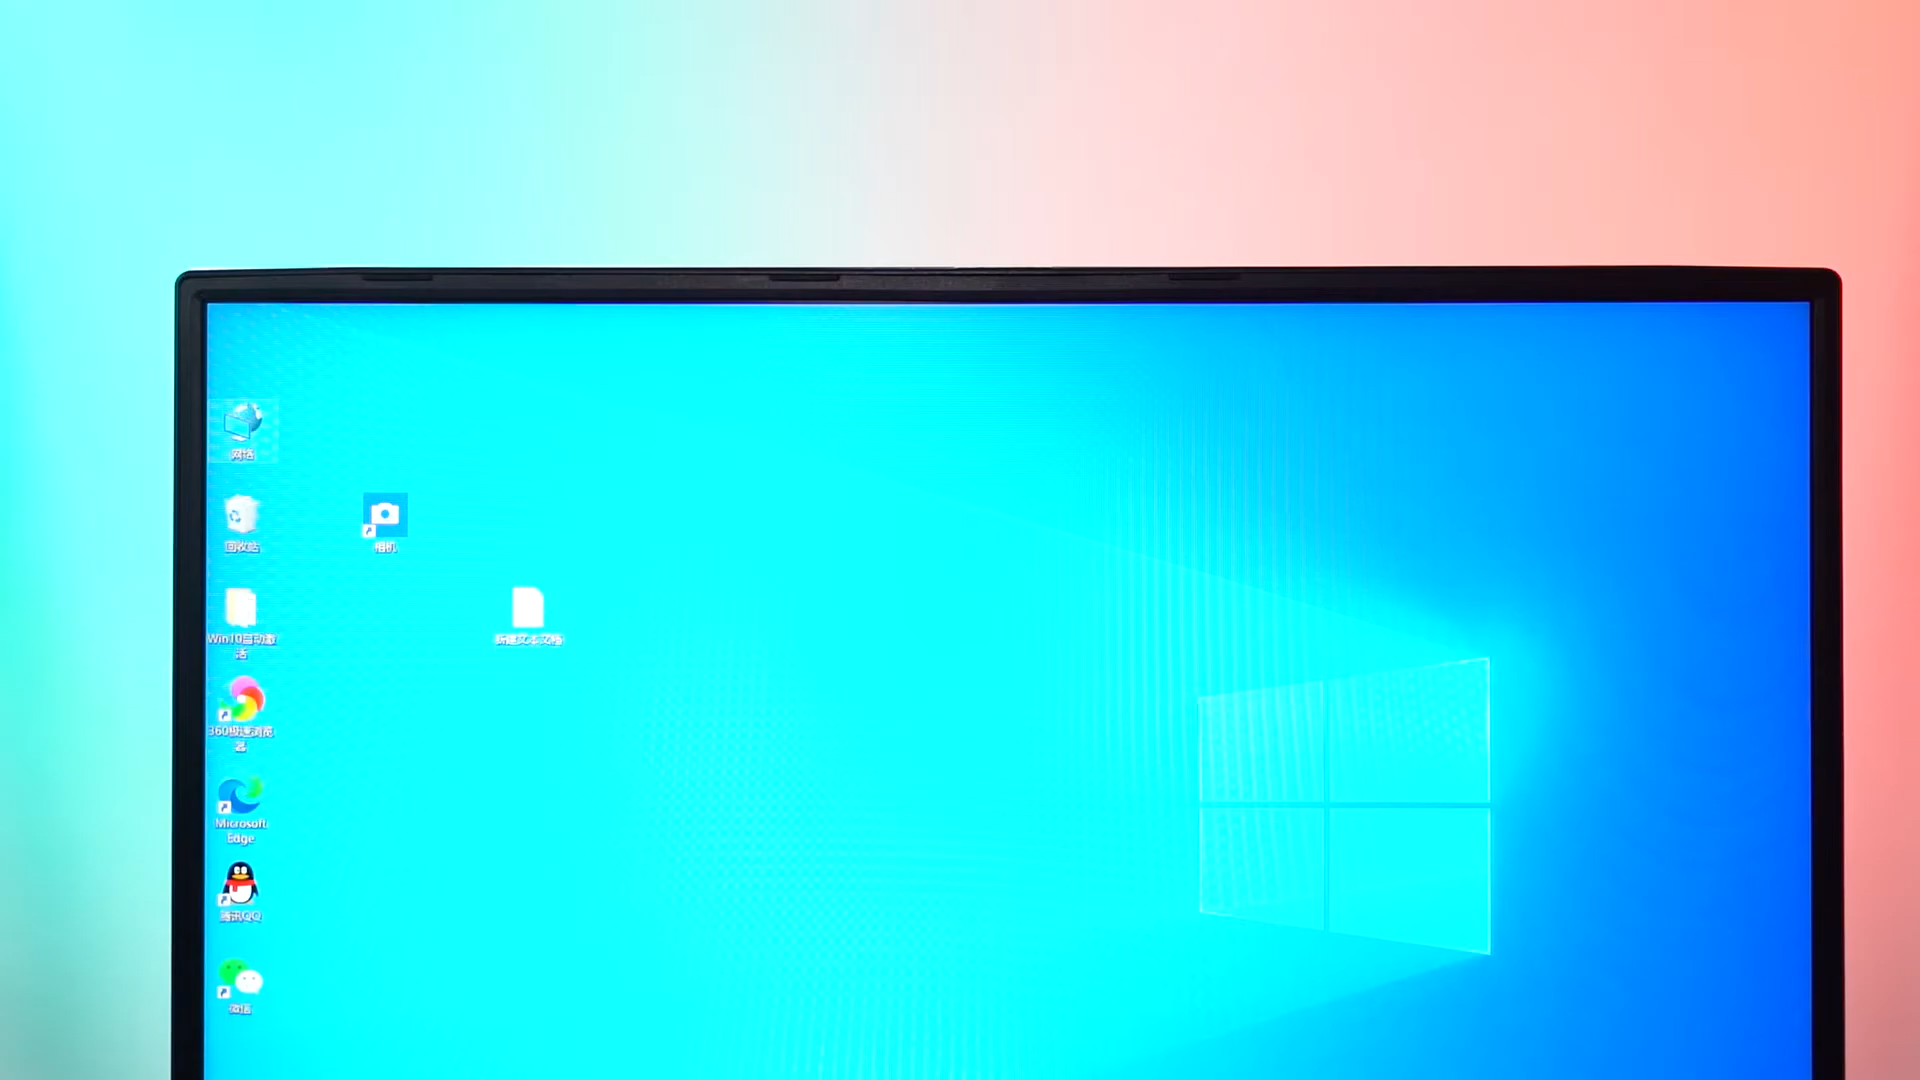 网络
回收站
相机
Win10自动激
活
新建文本文档
360极速浏览
器
Microsoft
Edge
腾讯QQ
微信